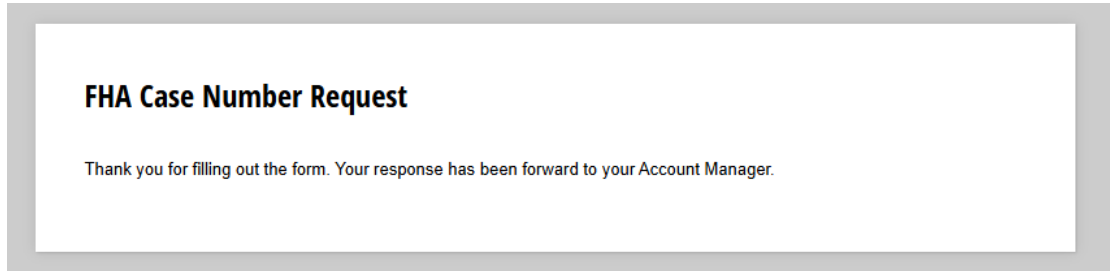 FHA Case Number Request
Thank you for filling out the form. Your response has been forward to your Account Manager.